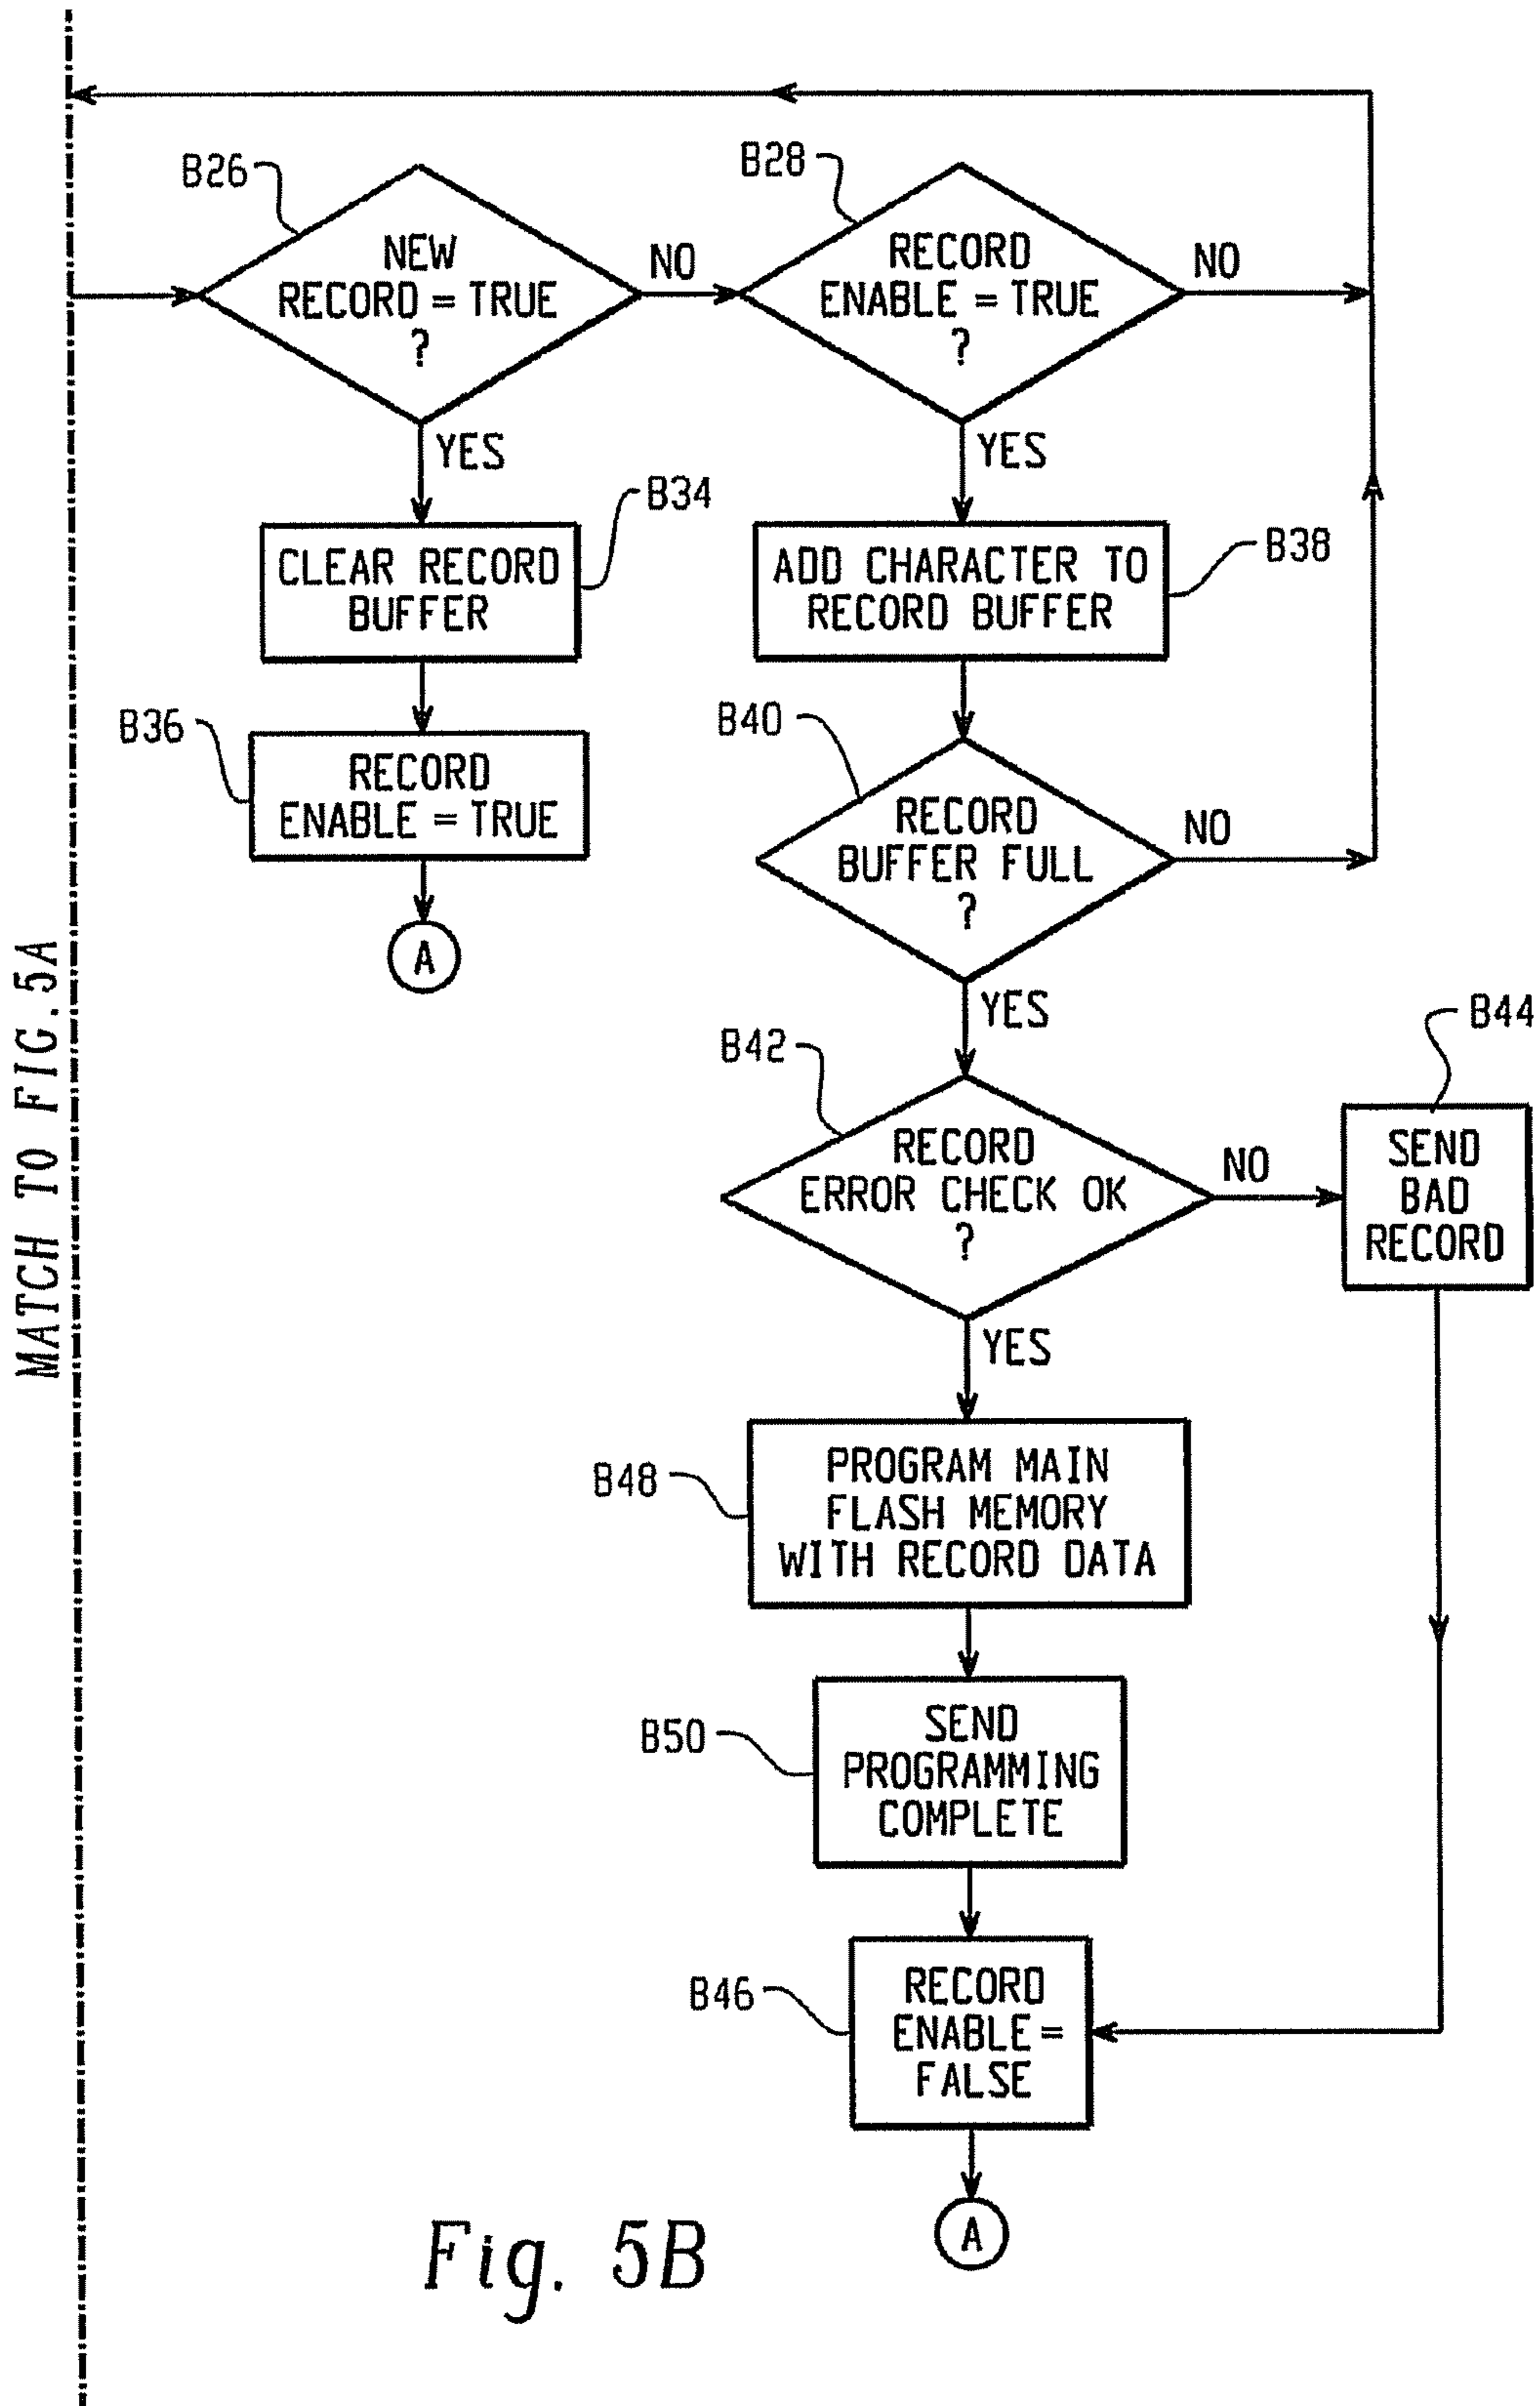 B26
NEW
RECORD = TRUE
?
NO
YES
B28
RECORD
ENABLE = TRUE
?
NO
YES
B34
CLEAR RECORD
BUFFER
B38
ADD CHARACTER TO
RECORD BUFFER
B36
RECORD
ENABLE = TRUE
A
B40
RECORD
BUFFER FULL
?
NO
YES
MATCH TO FIG. 5A
B42
RECORD
ERROR CHECK OK
?
NO
YES
B44
SEND
BAD
RECORD
B48
PROGRAM MAIN
FLASH MEMORY
WITH RECORD DATA
B50
SEND
PROGRAMMING
COMPLETE
B46
RECORD
ENABLE =
FALSE
A
Fig. 5B